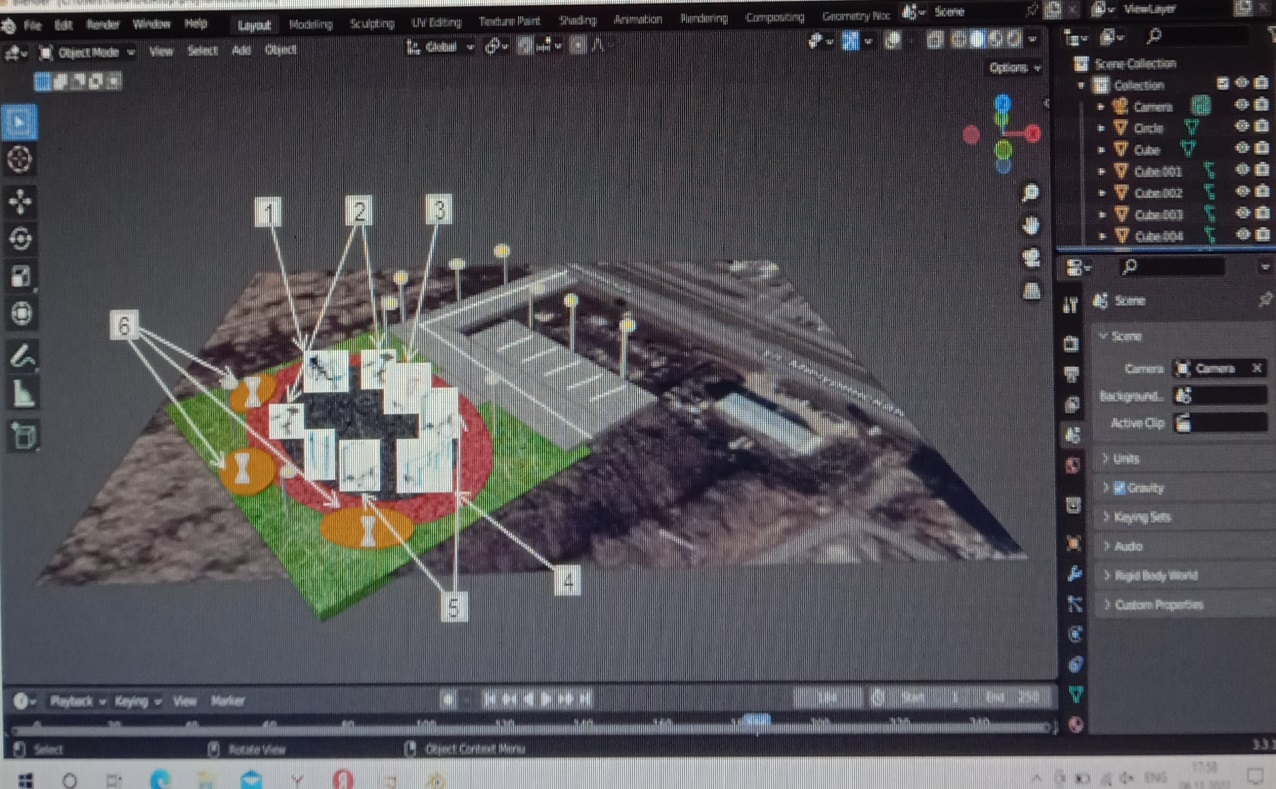 File Edit Render Window Help Layout Modeling Sculpting UV Editing Texture Paint Shading Animation Rendering Compositing Scene ViewLayer
Object Mode View Select Add Object Global
Options
Scene Collection
Collection
Camera
Circle
Cube
Cube.001
Cube.002
Cube.003
Cube.004
1
2
3
6
4
5
Scene
Scene
Camera Camera
Background...
Active Clip
Units
Gravity
Keying Sets
Audio
Rigid Body World
Custom Properties
Playback Keying View Marker 184 Start 1 End 250
Select Rotate View Object Context Menu
ENG
17:58